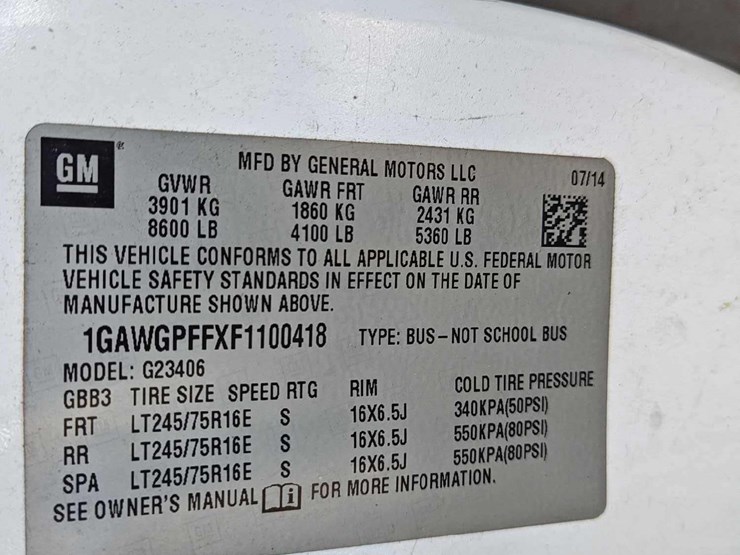 GM ®
MFD BY GENERAL MOTORS LLC 07/14
GVWR GAWR FRT GAWR RR
3901 KG 1860 KG 2431 KG
8600 LB 4100 LB 5360 LB
THIS VEHICLE CONFORMS TO ALL APPLICABLE U.S. FEDERAL MOTOR
VEHICLE SAFETY STANDARDS IN EFFECT ON THE DATE OF
MANUFACTURE SHOWN ABOVE.
1GAWGPFFXF1100418 TYPE: BUS-NOT SCHOOL BUS
MODEL: G23406
GBB3 TIRE SIZE SPEED RTG RIM COLD TIRE PRESSURE
FRT LT245/75R16E S 16X6.5J 340KPA(50PSI)
RR LT245/75R16E S 16X6.5J 550KPA(80PSI)
SPA LT245/75R16E S 16X6.5J 550KPA(80PSI)
SEE OWNER'S MANUAL i FOR MORE INFORMATION.